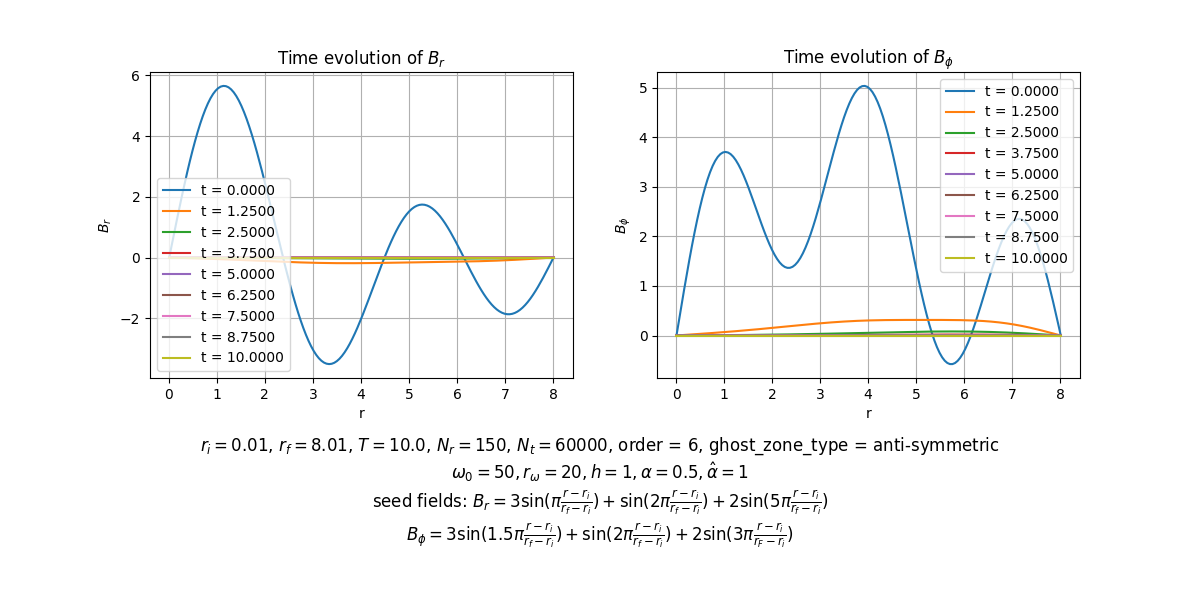 Time evolution of $B_r$
6
4
2
0
−2
$B_r$
0 1 2 3 4 5 6 7 8
r
t = 0.0000
t = 1.2500
t = 2.5000
t = 3.7500
t = 5.0000
t = 6.2500
t = 7.5000
t = 8.7500
t = 10.0000
Time evolution of $B_\phi$
5
4
3
2
1
0
$B_\phi$
0 1 2 3 4 5 6 7 8
r
t = 0.0000
t = 1.2500
t = 2.5000
t = 3.7500
t = 5.0000
t = 6.2500
t = 7.5000
t = 8.7500
t = 10.0000
$r_i = 0.01$, $r_f = 8.01$, $T = 10.0$, $N_r = 150$, $N_t = 60000$, order = 6, ghost_zone_type = anti-symmetric
$\omega_0 = 50, r_\omega = 20, h = 1, \alpha = 0.5, \hat{\alpha} = 1$
seed fields: $B_r = 3\sin(\pi\frac{r-r_i}{r_f-r_i}) + \sin(2\pi\frac{r-r_i}{r_f-r_i}) + 2\sin(5\pi\frac{r-r_i}{r_f-r_i})$
$B_\phi = 3\sin(1.5\pi\frac{r-r_i}{r_f-r_i}) + \sin(2\pi\frac{r-r_i}{r_f-r_i}) + 2\sin(3\pi\frac{r-r_i}{r_F-r_i})$